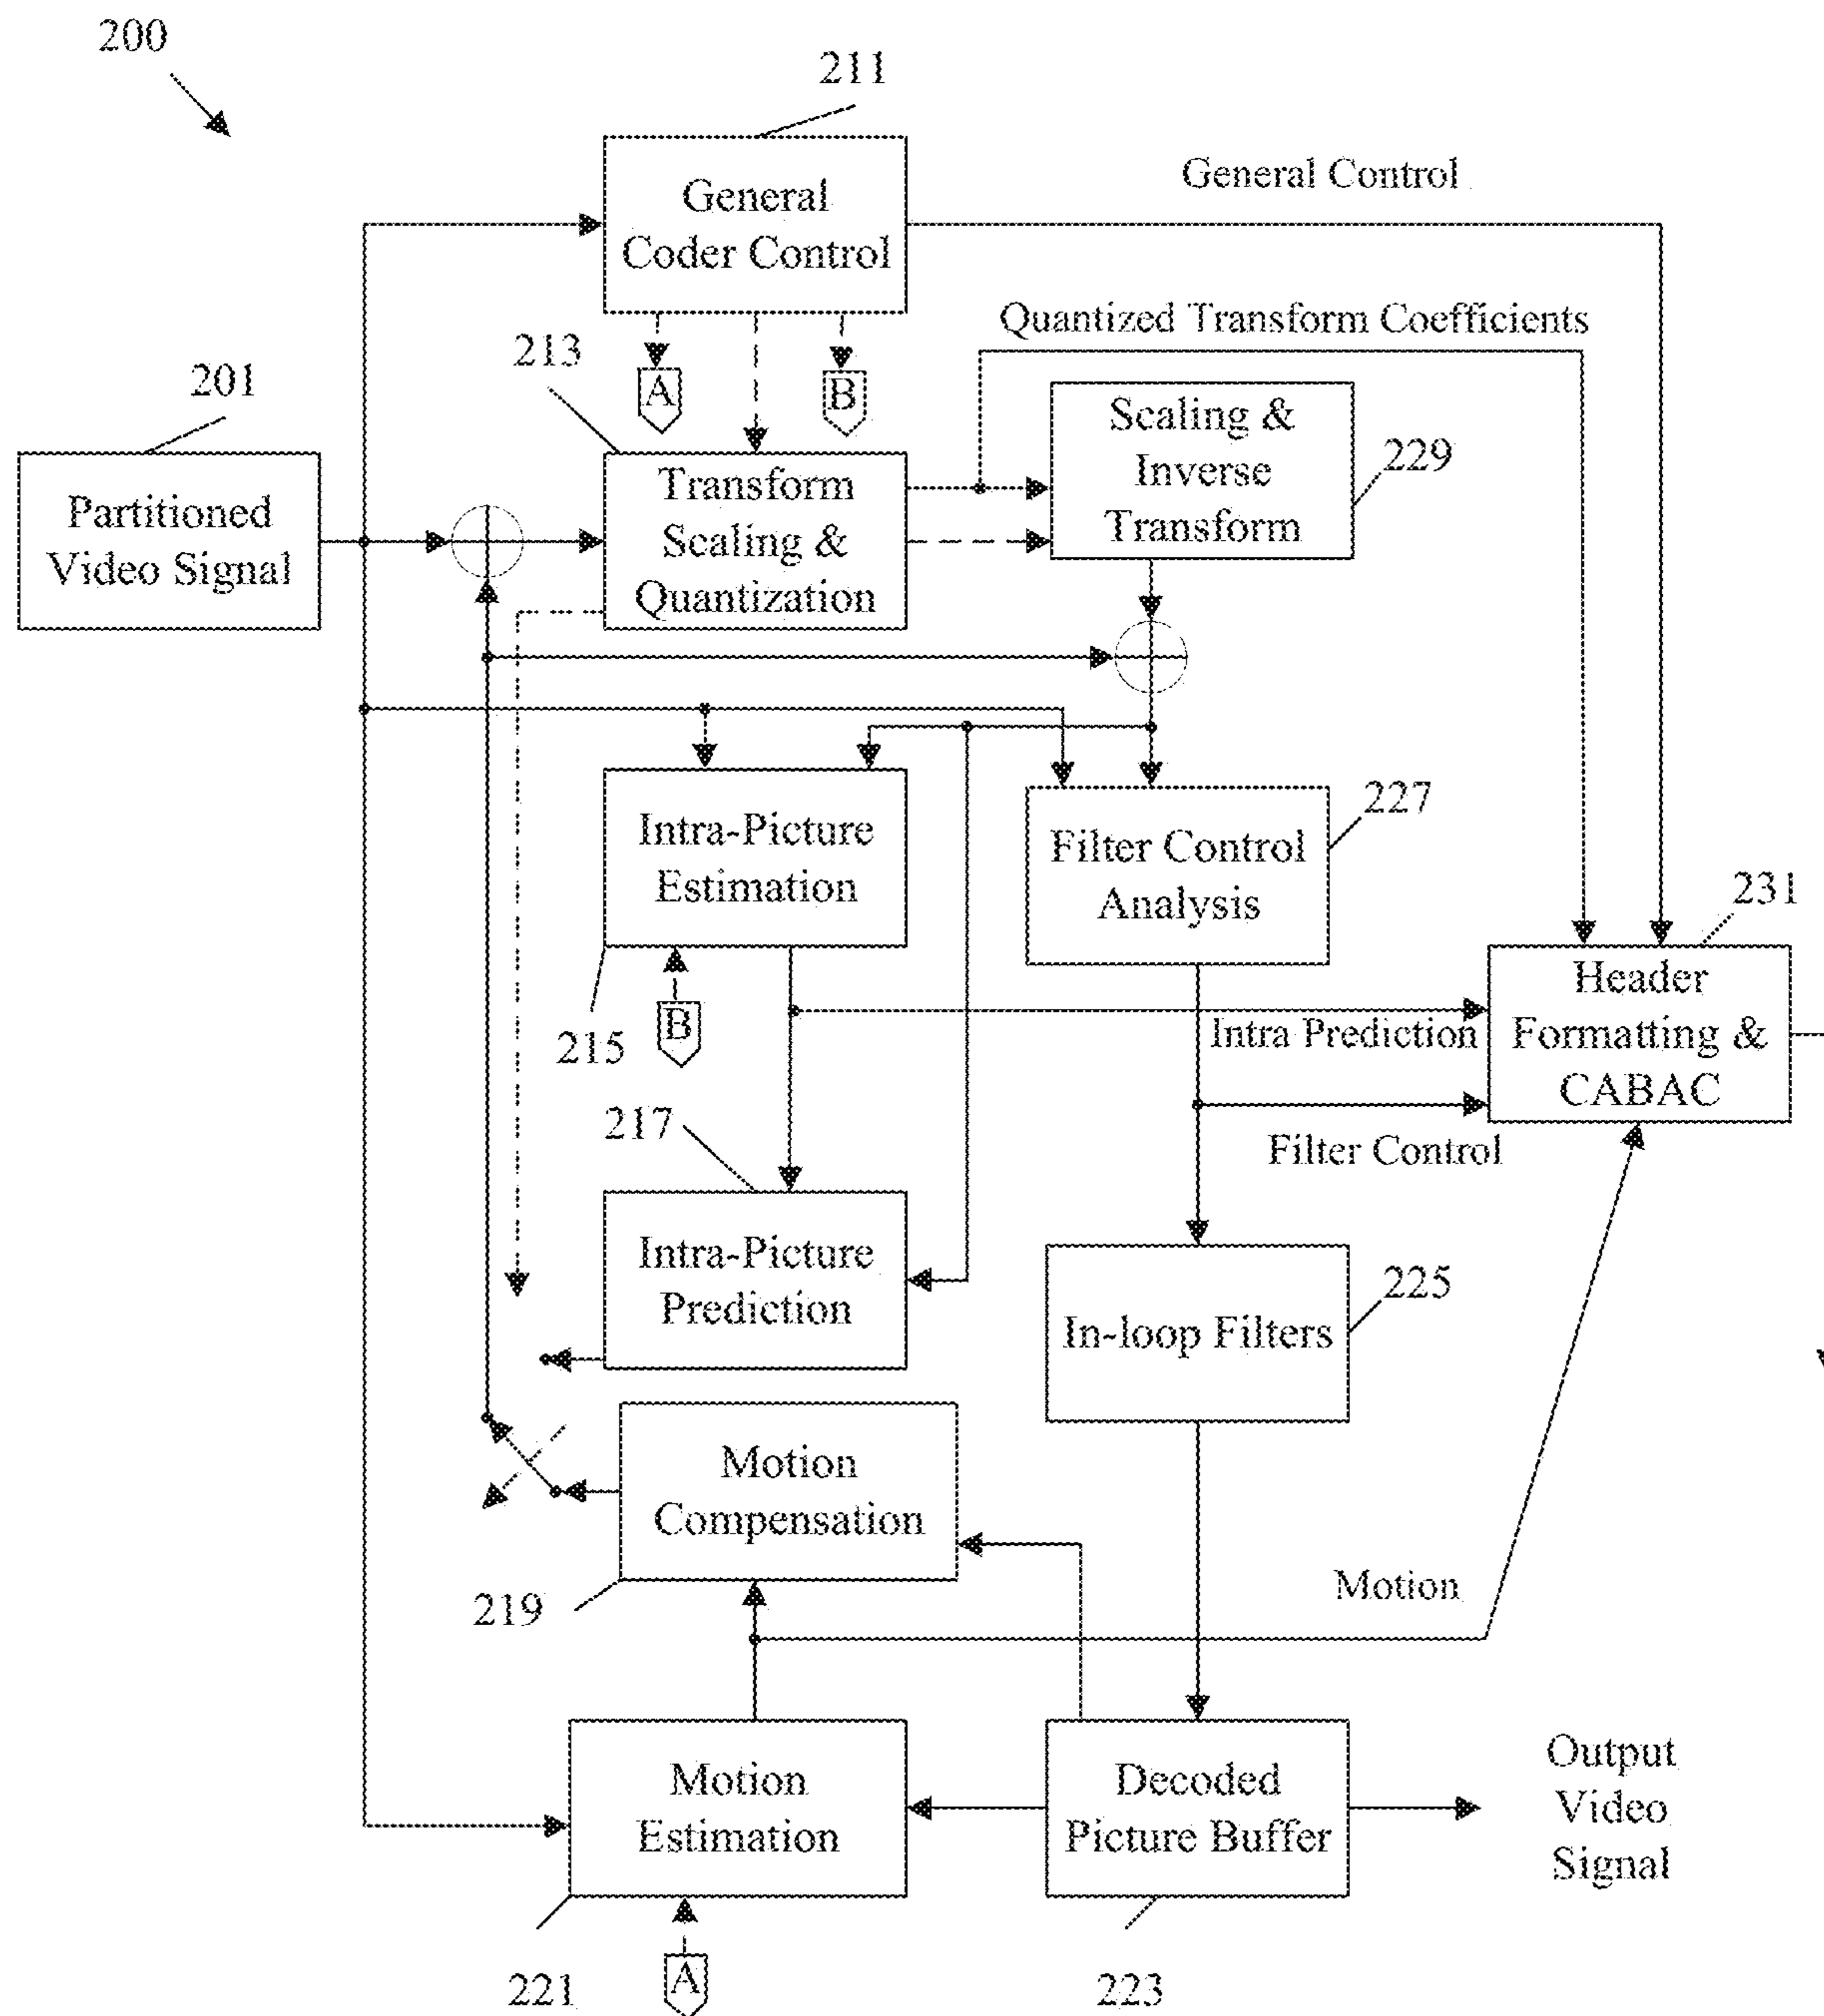 200
211
General
Coder Control
General Control
Quantized Transform Coefficients
213
A
B
201
Partitioned
Video Signal
Transform
Scaling &
Quantization
Scaling &
Inverse
Transform
229
Intra-Picture
Estimation
215
B
Filter Control
Analysis
227
231
Header
Formatting &
CABAC
Intra Prediction
Filter Control
217
Intra-Picture
Prediction
In-loop Filters
225
Motion
Compensation
219
Motion
Motion
Estimation
221
A
Decoded
Picture Buffer
223
Output
Video
Signal